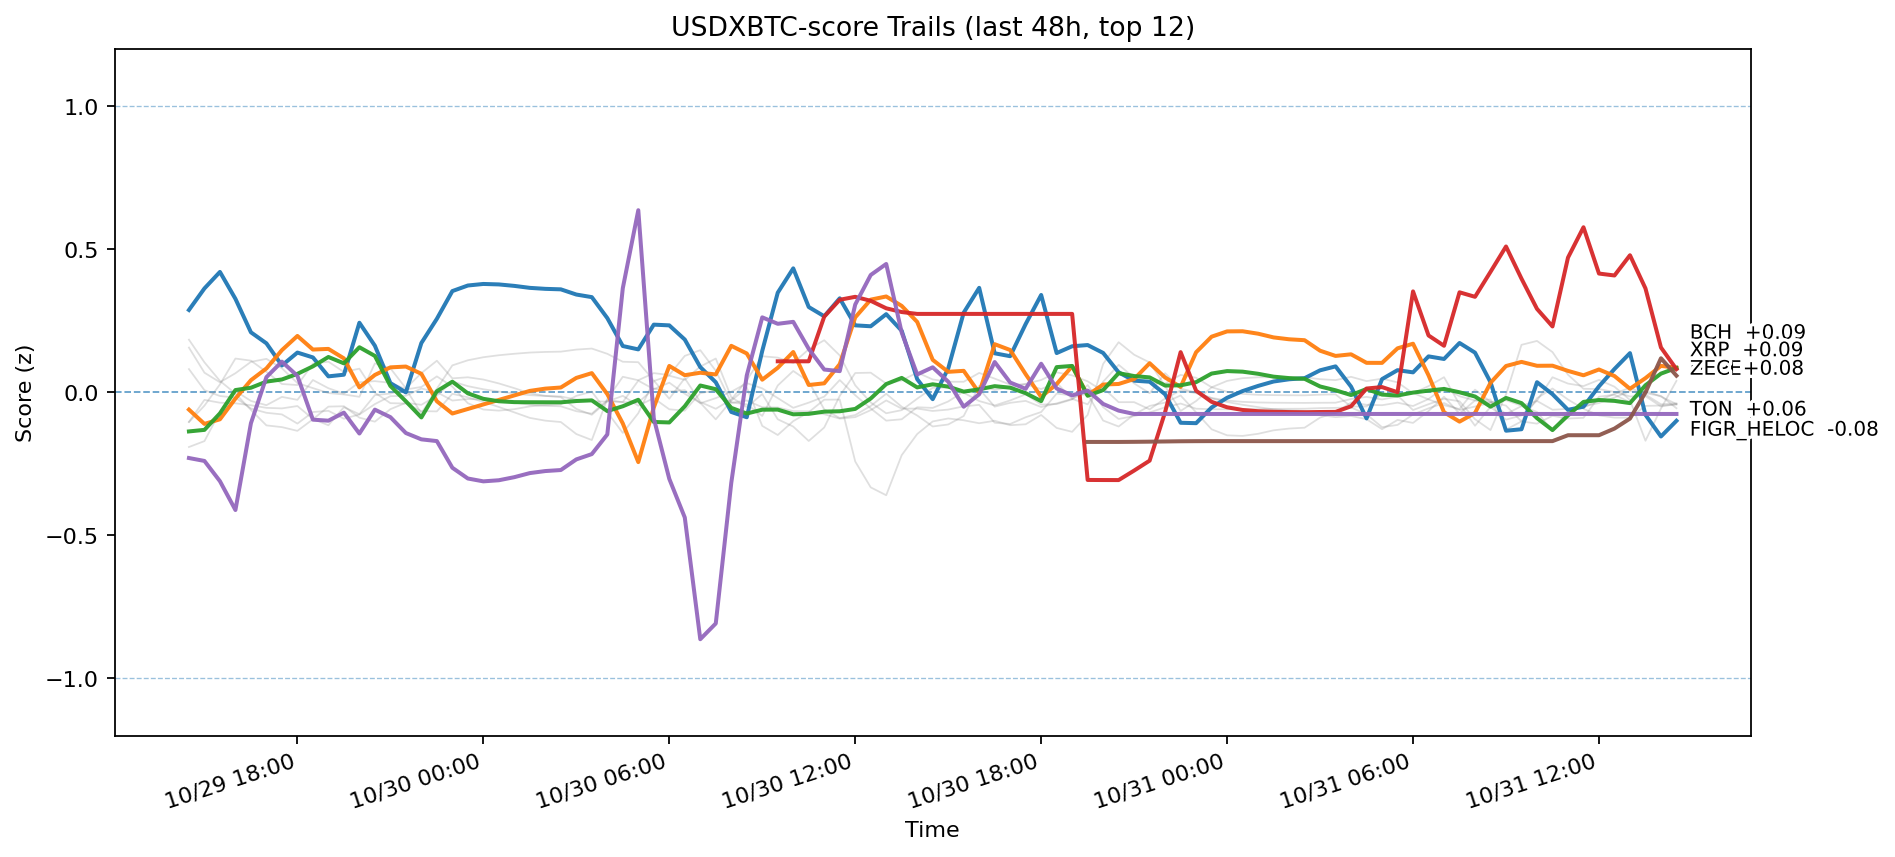 USDXBTC-score Trails (last 48h, top 12)
Score (z)
1.0
0.5
0.0
−0.5
−1.0
BCH +0.09
XRP +0.09
+0.08
TON +0.06
FIGR_HELOC -0.08
10/29 18:00
10/30 00:00
10/30 06:00
10/30 12:00
10/30 18:00
10/31 00:00
10/31 06:00
10/31 12:00
Time